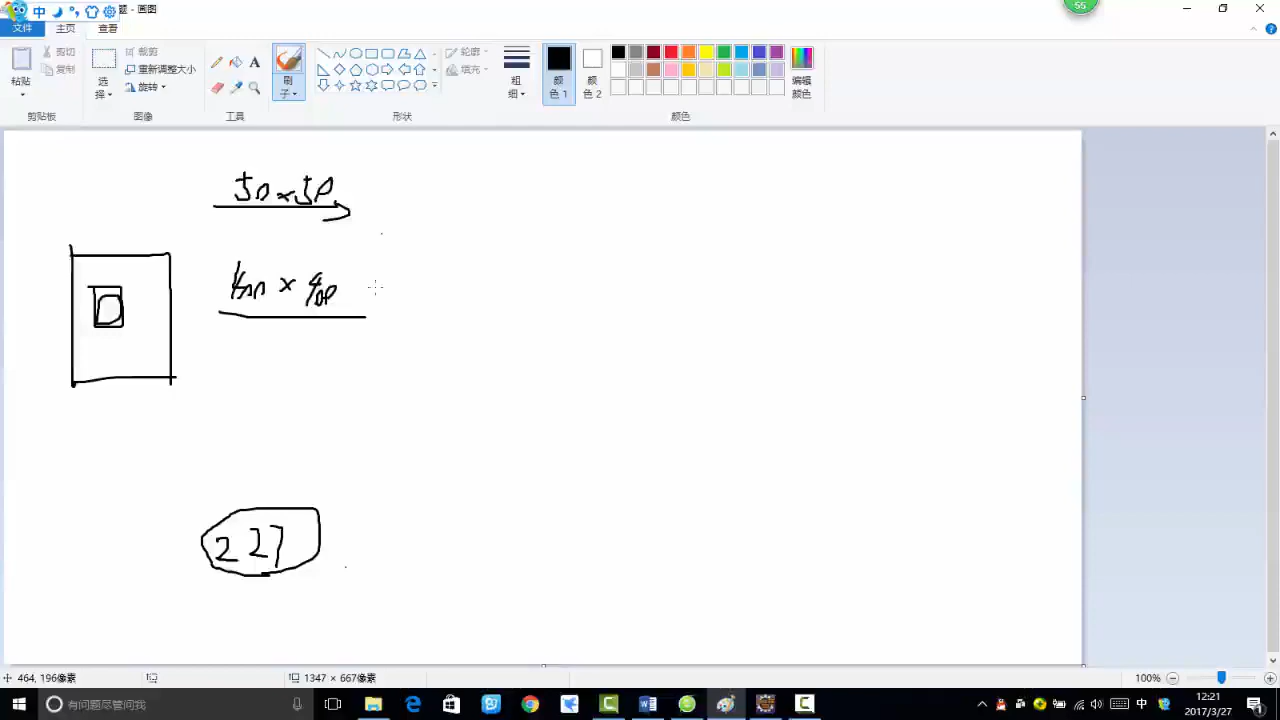 中
题 - 画图
55
文件 主页 查看
粘贴
剪切
复制
选择
裁剪
重新调整大小
旋转
A
刷子
轮廓
填充
粗细
颜色 1
颜色 2
编辑颜色
剪贴板 图像 工具 形状 颜色
50×50
227
464, 196像素 1347 × 667像素 100%
有问题尽管问我
中
12:21
2017/3/27